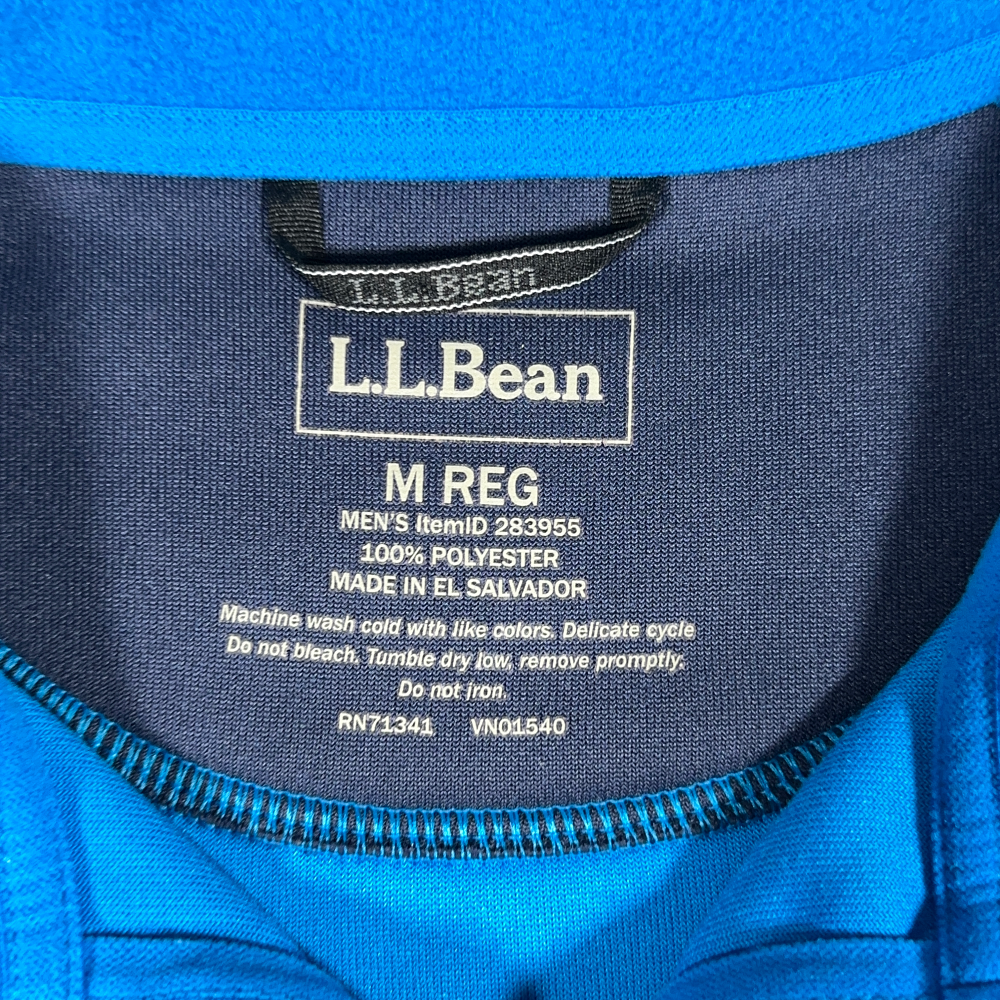 L.L.Bean
L.L.Bean
M REG
MEN'S ItemID 283955
100% POLYESTER
MADE IN EL SALVADOR
Machine wash cold with like colors. Delicate cycle
Do not bleach. Tumble dry low, remove promptly.
Do not iron.
RN71341 VN01540